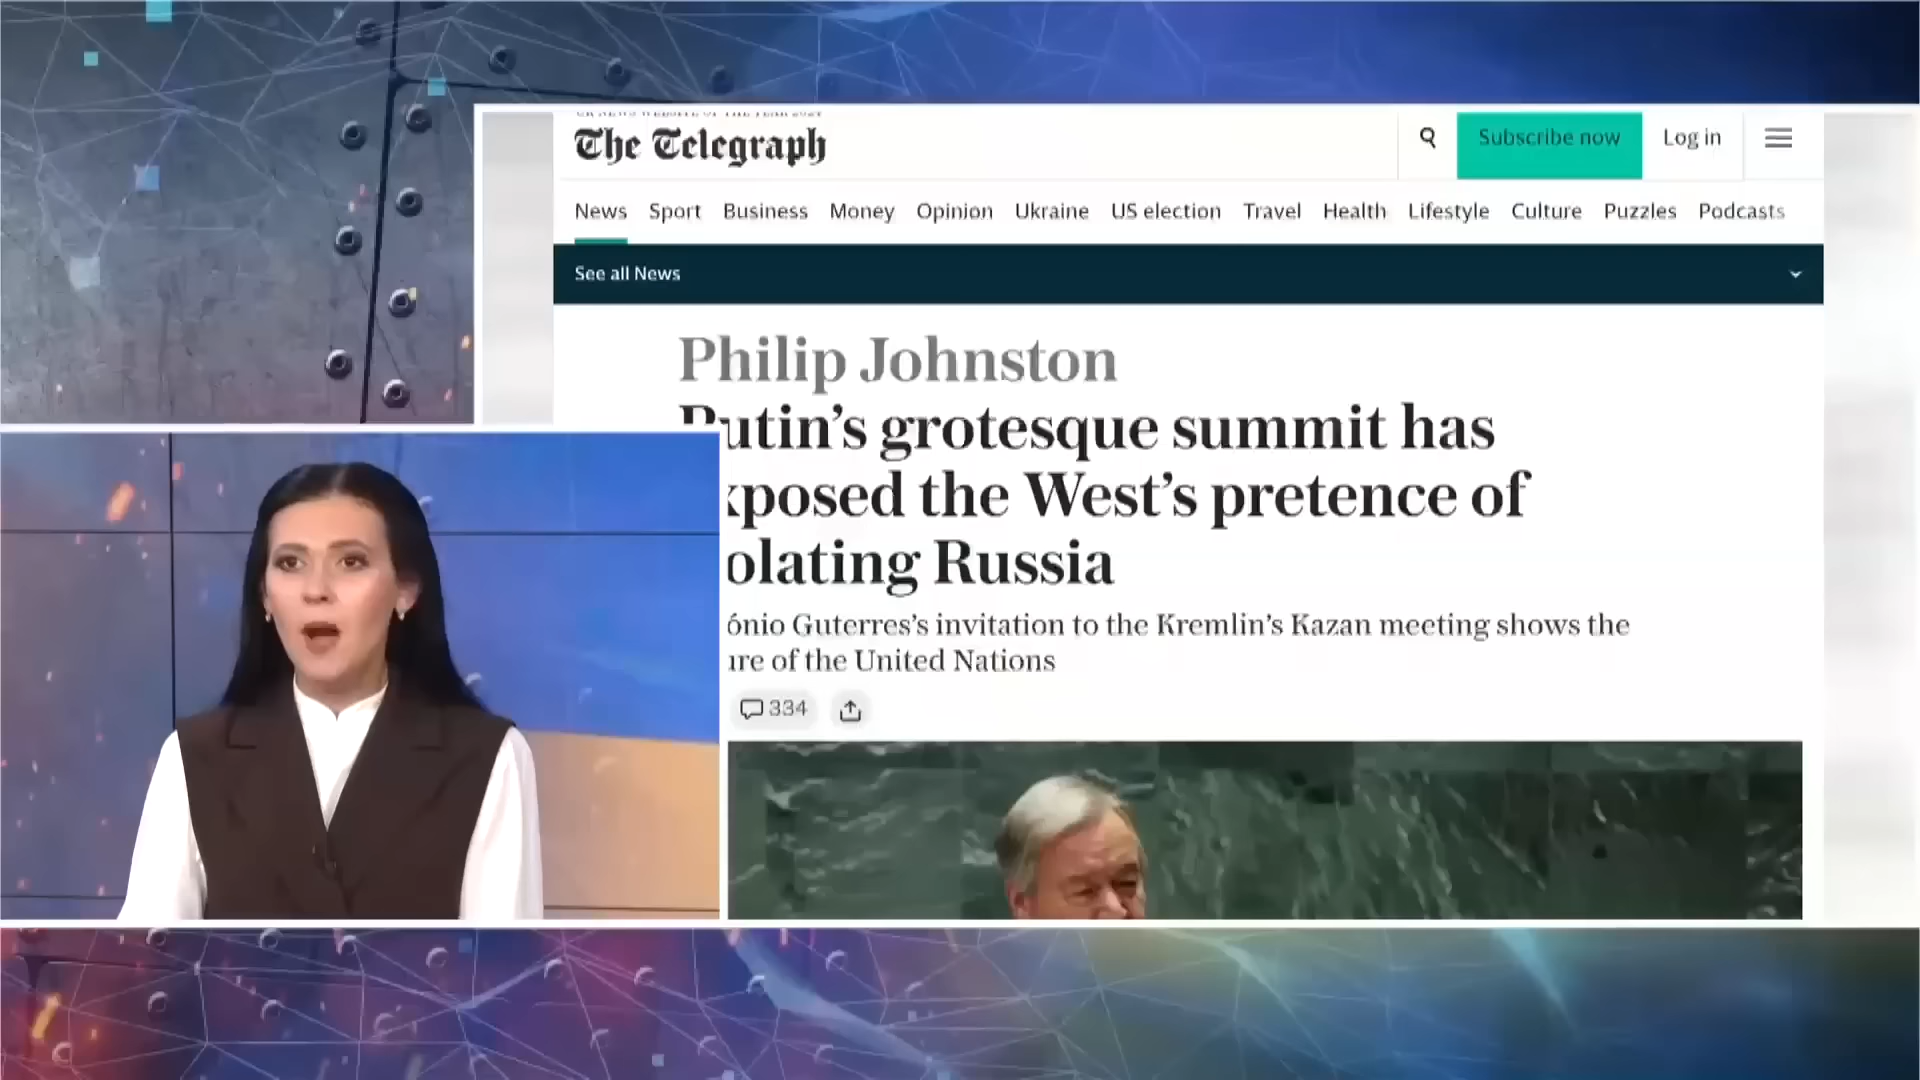 The Telegraph
Subscribe now
Log in
News Sport Business Money Opinion Ukraine US election Travel Health Lifestyle Culture Puzzles Podcasts
See all News
Philip Johnston
Putin's grotesque summit has
xposed the West's pretence of
olating Russia
ónio Guterres's invitation to the Kremlin's Kazan meeting shows the
ure of the United Nations
334